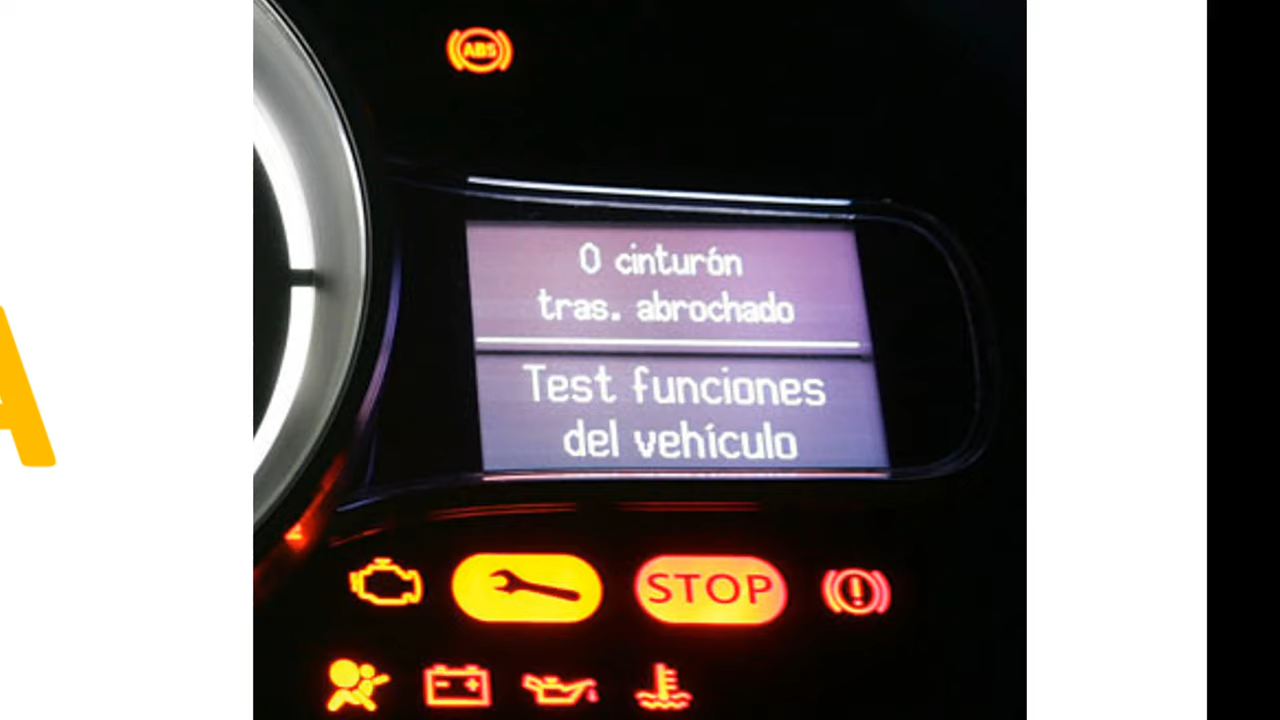 A
ABS
0 cinturón
tras. abrochado
Test funciones
del vehículo
STOP